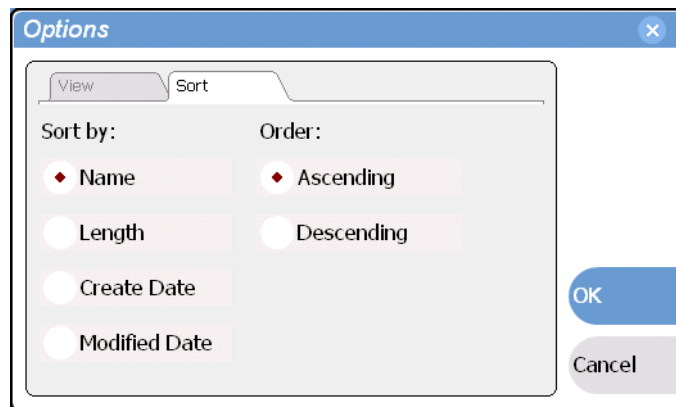 Options
View Sort
Sort by: Order:
Name Ascending
Length Descending
Create Date
Modified Date
OK
Cancel